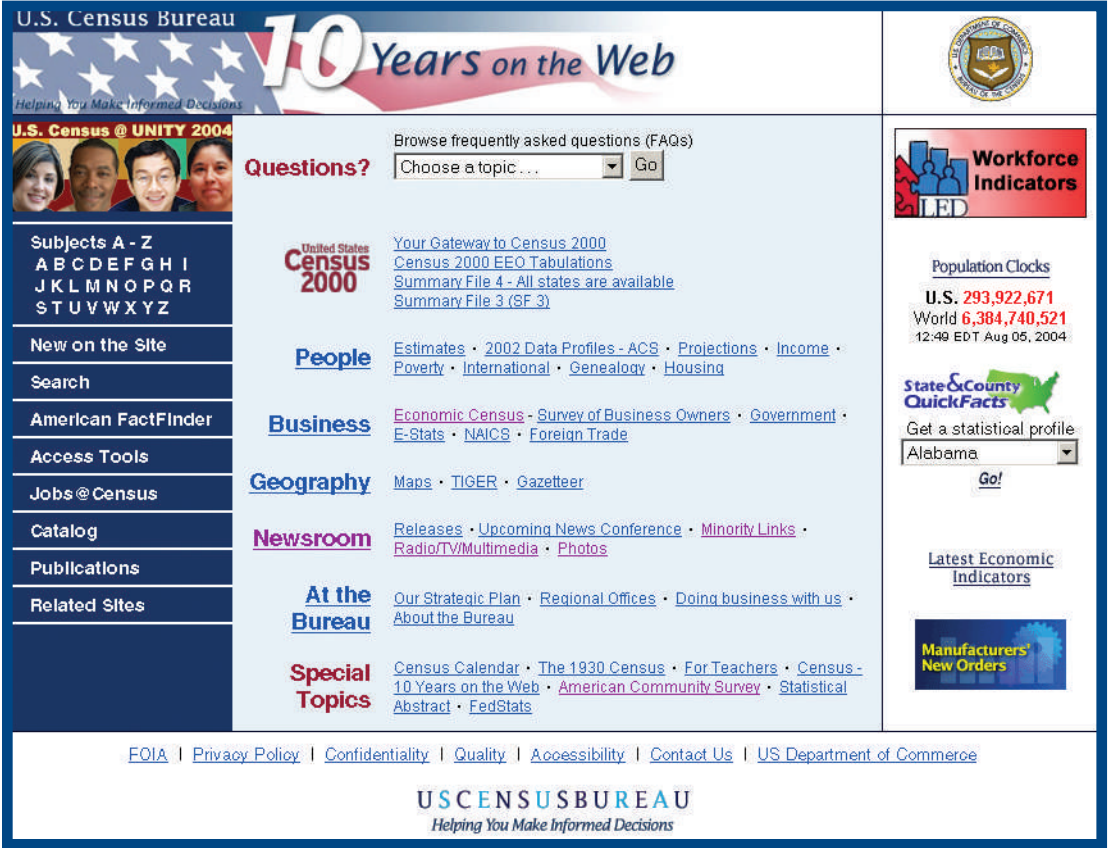 U.S. Census Bureau
10 Years on the Web
Helping You Make Informed Decisions
U.S. Census @ UNITY 2004
Subjects A - Z
A B C D E F G H I
J K L M N O P Q R
S T U V W X Y Z
New on the Site
Search
American FactFinder
Access Tools
Jobs@Census
Catalog
Publications
Related Sites
Questions?
Browse frequently asked questions (FAQs)
Choose a topic . . .
Go
United States
Census
2000
Your Gateway to Census 2000
Census 2000 EEO Tabulations
Summary File 4 - All states are available
Summary File 3 (SF 3)
People
Estimates · 2002 Data Profiles - ACS · Projections · Income ·
Poverty · International · Genealogy · Housing
Business
Economic Census - Survey of Business Owners · Government ·
E-Stats · NAICS · Foreign Trade
Geography
Maps · TIGER · Gazetteer
Newsroom
Releases · Upcoming News Conference · Minority Links ·
Radio/TV/Multimedia · Photos
At the
Bureau
Our Strategic Plan · Regional Offices · Doing business with us ·
About the Bureau
Special
Topics
Census Calendar · The 1930 Census · For Teachers · Census -
10 Years on the Web · American Community Survey · Statistical
Abstract · FedStats
U.S. DEPARTMENT OF COMMERCE
BUREAU OF THE CENSUS
Workforce
Indicators
LED
Population Clocks
U.S. 293,922,671
World 6,384,740,521
12:49 EDT Aug 05, 2004
State&County
QuickFacts
Get a statistical profile
Alabama
Go!
Latest Economic
Indicators
Manufacturers'
New Orders
FOIA | Privacy Policy | Confidentiality | Quality | Accessibility | Contact Us | US Department of Commerce
USCENSUSBUREAU
Helping You Make Informed Decisions